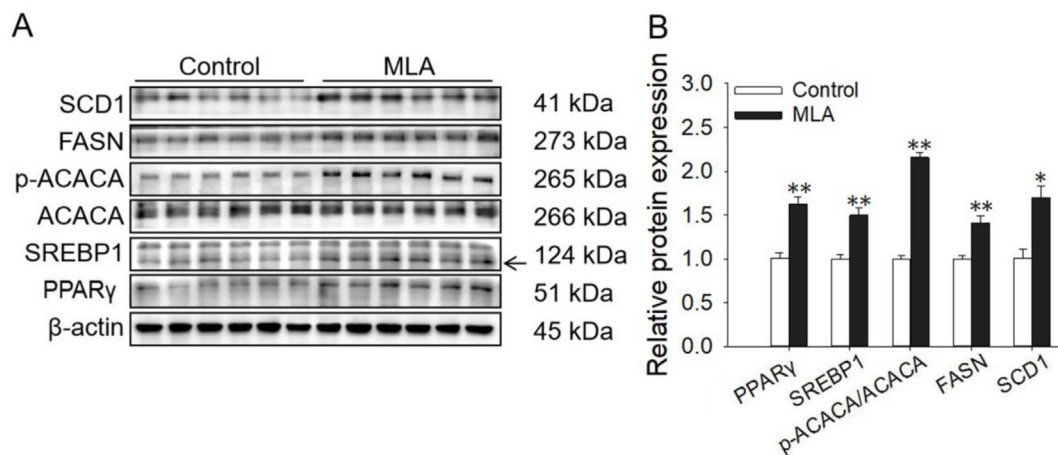 A
Control MLA
SCD1 41 kDa
FASN 273 kDa
p-ACACA 265 kDa
ACACA 266 kDa
SREBP1 124 kDa
PPARγ 51 kDa
β-actin 45 kDa
B
Relative protein expression
3.0
2.5
2.0
1.5
1.0
0.5
0.0
Control
MLA
**
**
**
**
*
PPARγ
SREBP1
p-ACACA/ACACA
FASN
SCD1